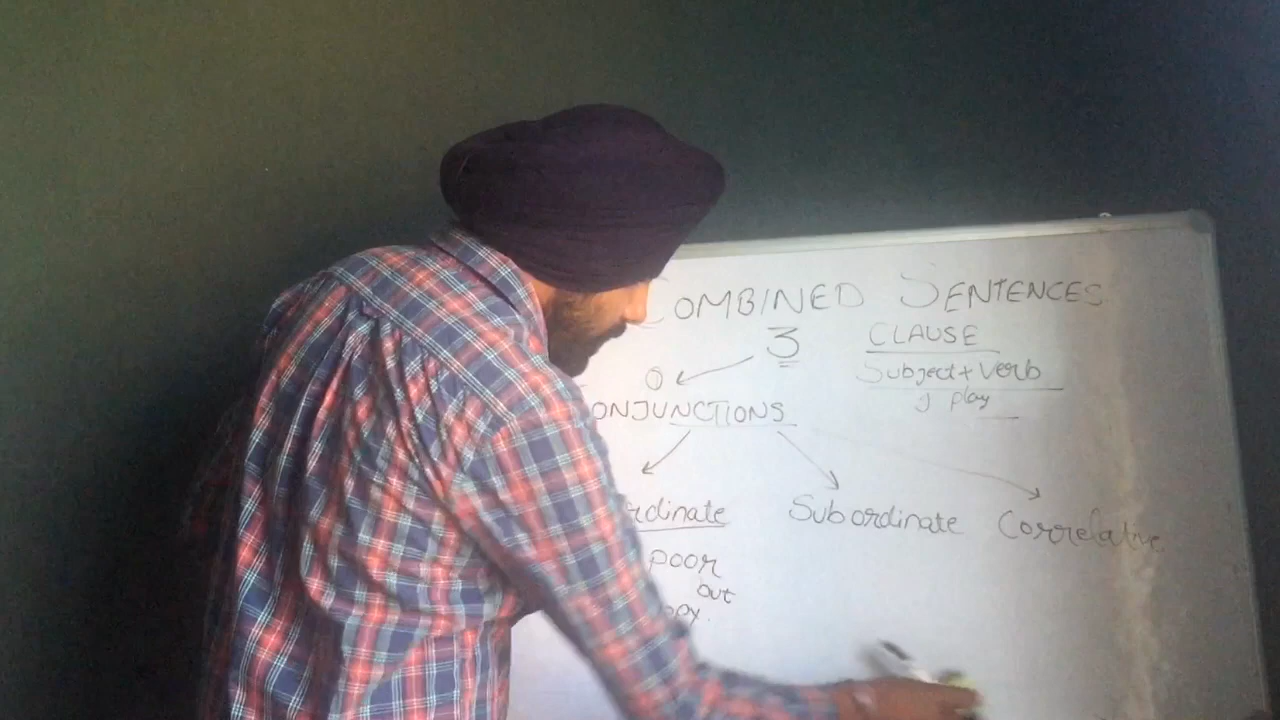 OMBINED SENTENCES
3 CLAUSE
Subject + Verb
play
ONJUNCTIONS
rdinate Subordinate Correlative
poor
out